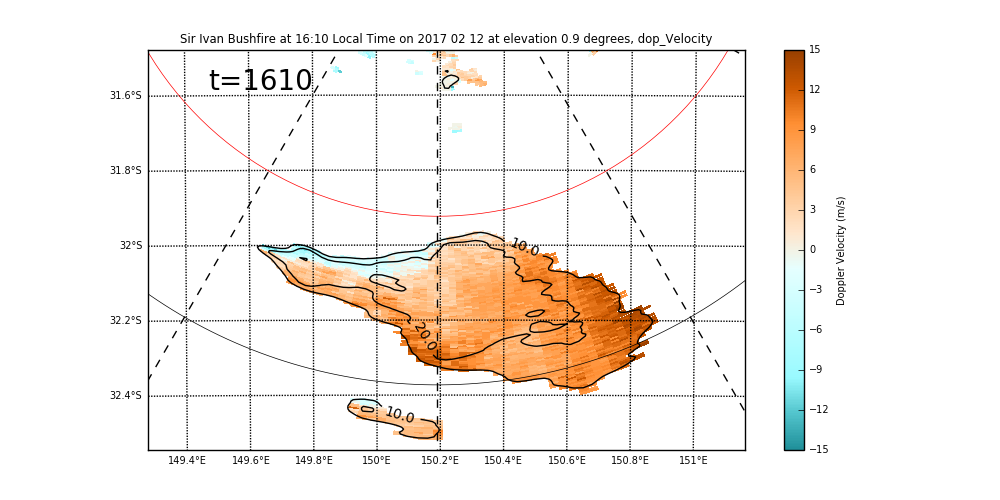 Sir Ivan Bushfire at 16:10 Local Time on 2017 02 12 at elevation 0.9 degrees, dop_Velocity
t=1610
31.6°S
31.8°S
32°S
32.2°S
32.4°S
149.4°E 149.6°E 149.8°E 150°E 150.2°E 150.4°E 150.6°E 150.8°E 151°E
10.0
20.0
10.0
15
12
9
6
3
0
−3
−6
−9
−12
−15
Doppler Velocity (m/s)